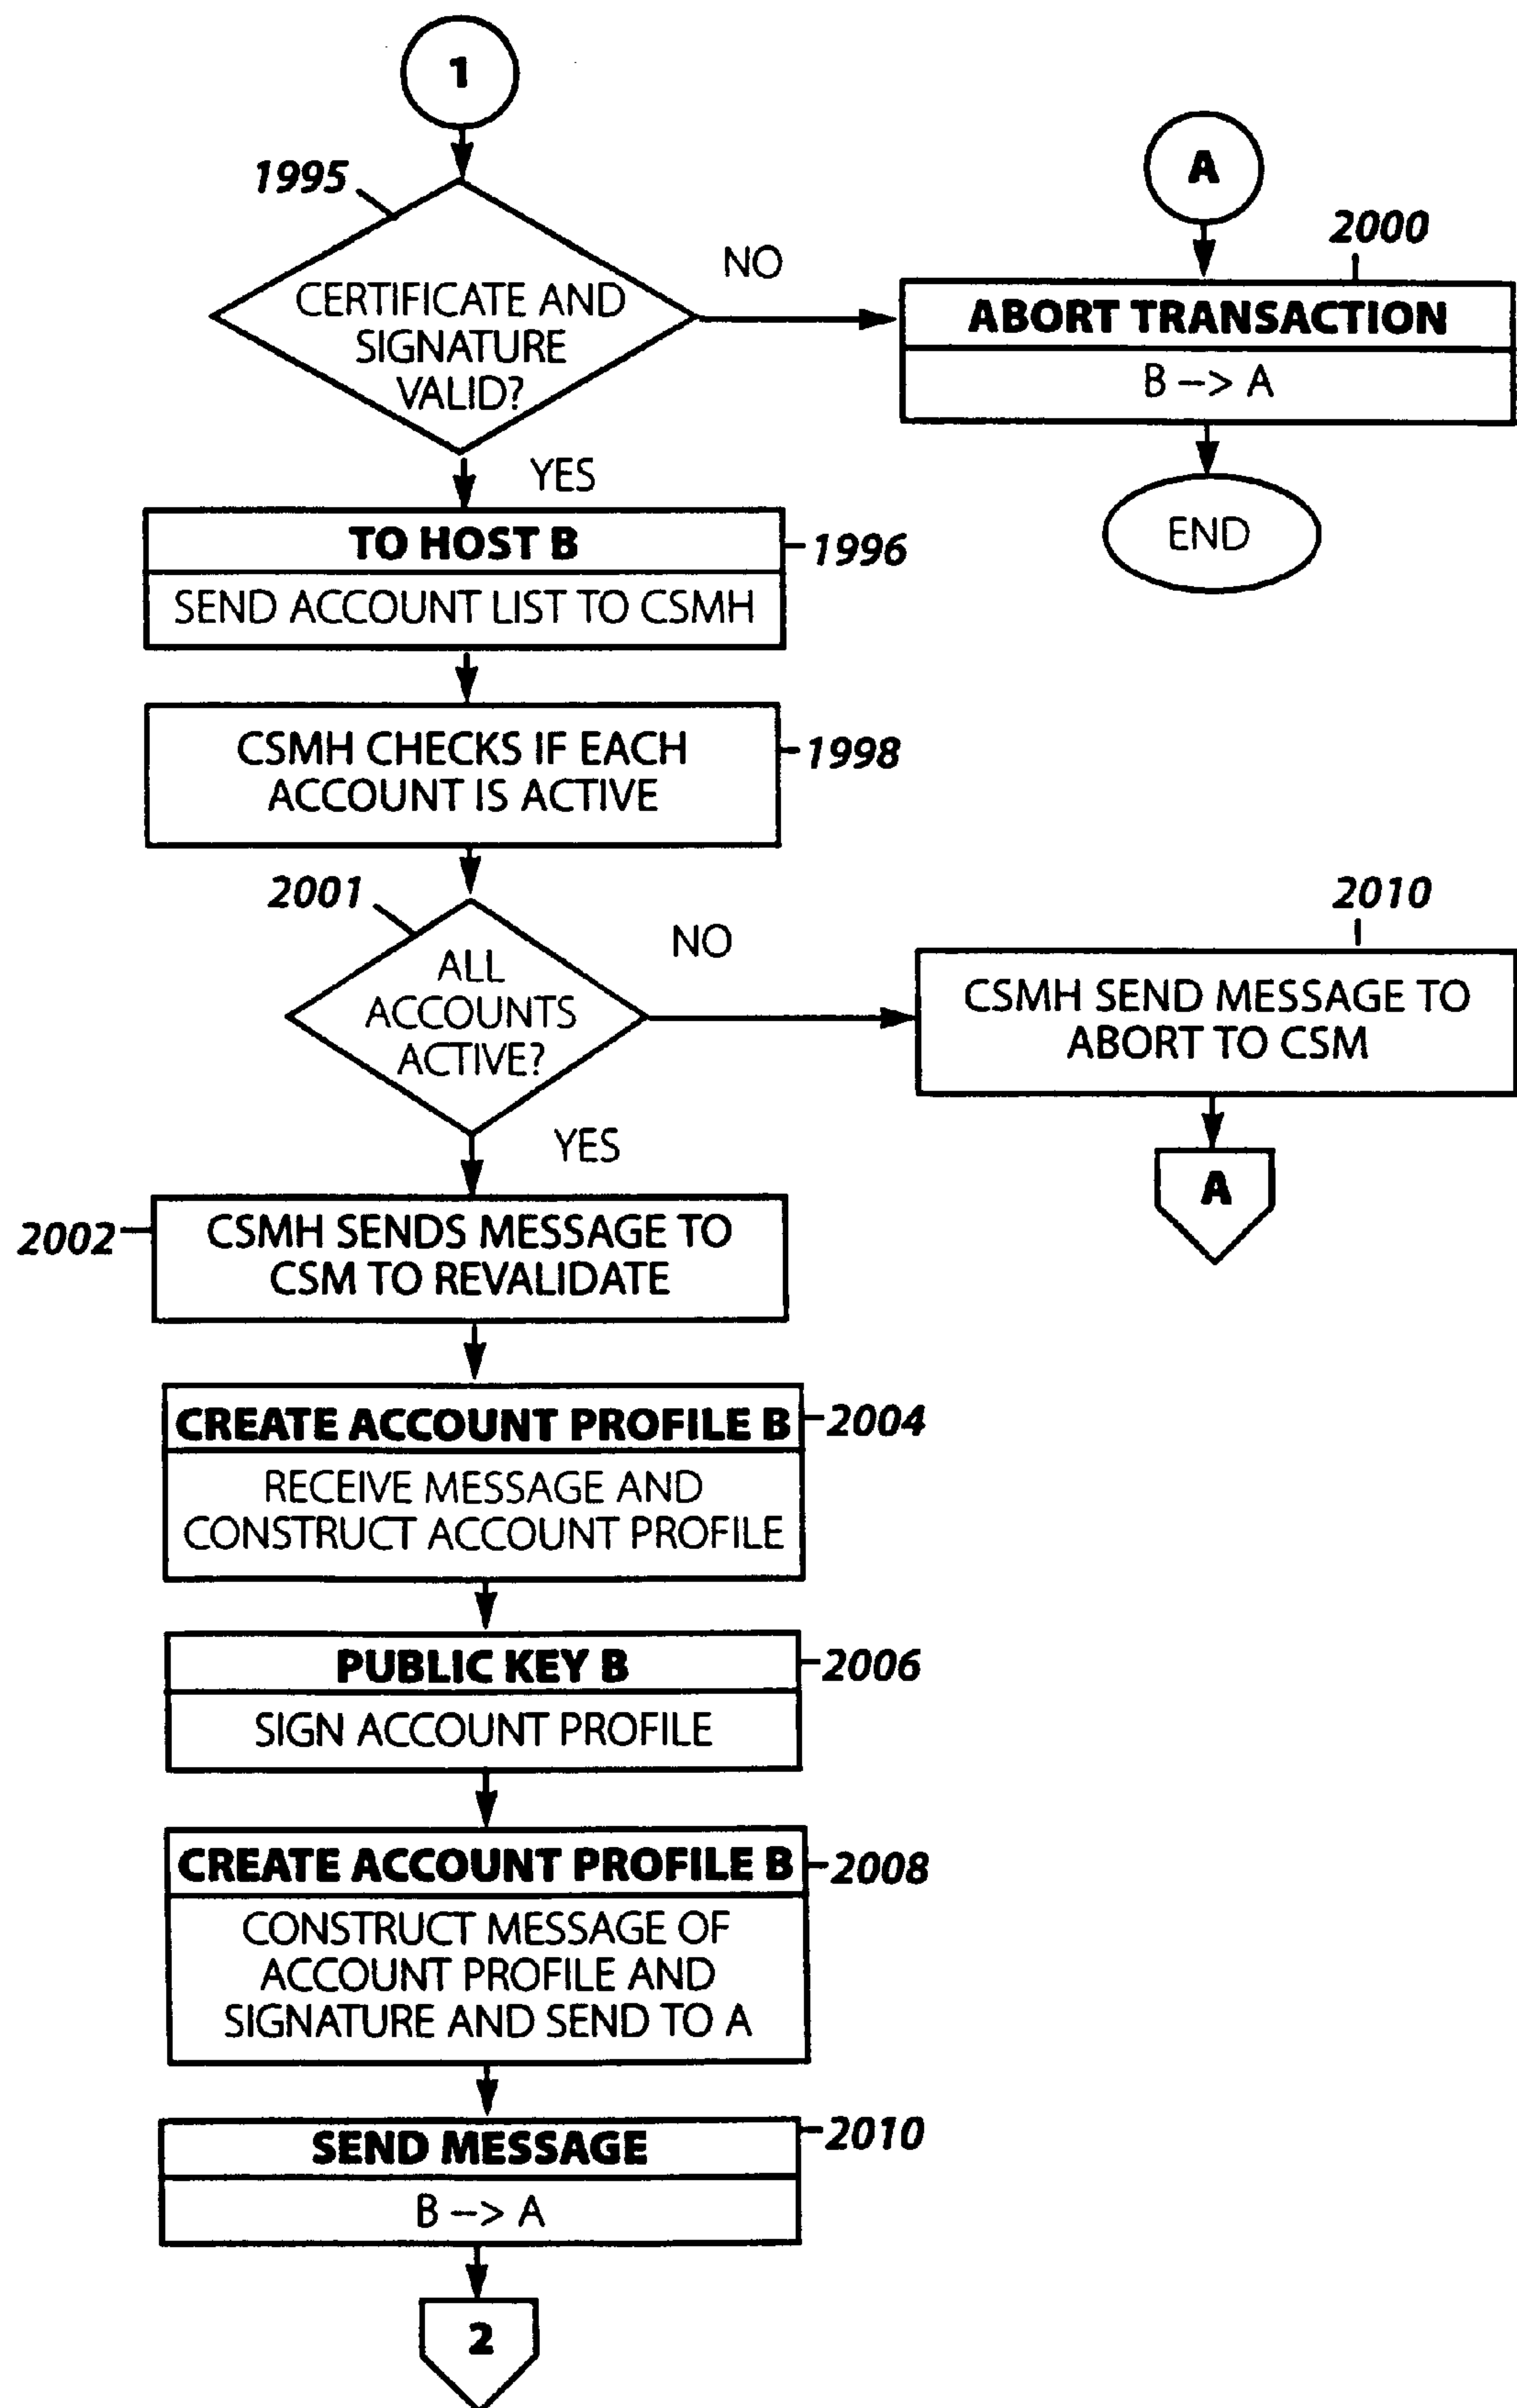 1
1995
CERTIFICATE AND
SIGNATURE
VALID?
NO
YES
A
2000
ABORT TRANSACTION
B --> A
END
TO HOST B
1996
SEND ACCOUNT LIST TO CSMH
CSMH CHECKS IF EACH
ACCOUNT IS ACTIVE
1998
2001
ALL
ACCOUNTS
ACTIVE?
NO
YES
2010
CSMH SEND MESSAGE TO
ABORT TO CSM
A
2002
CSMH SENDS MESSAGE TO
CSM TO REVALIDATE
CREATE ACCOUNT PROFILE B
2004
RECEIVE MESSAGE AND
CONSTRUCT ACCOUNT PROFILE
PUBLIC KEY B
2006
SIGN ACCOUNT PROFILE
CREATE ACCOUNT PROFILE B
2008
CONSTRUCT MESSAGE OF
ACCOUNT PROFILE AND
SIGNATURE AND SEND TO A
SEND MESSAGE
2010
B --> A
2